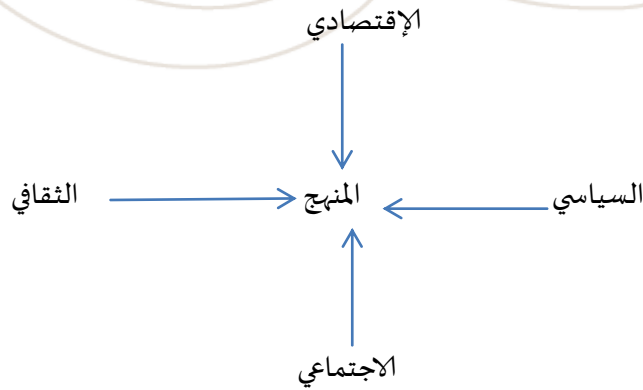 الإقتصادي
السياسي
المنهج
الثقافي
الاجتماعي